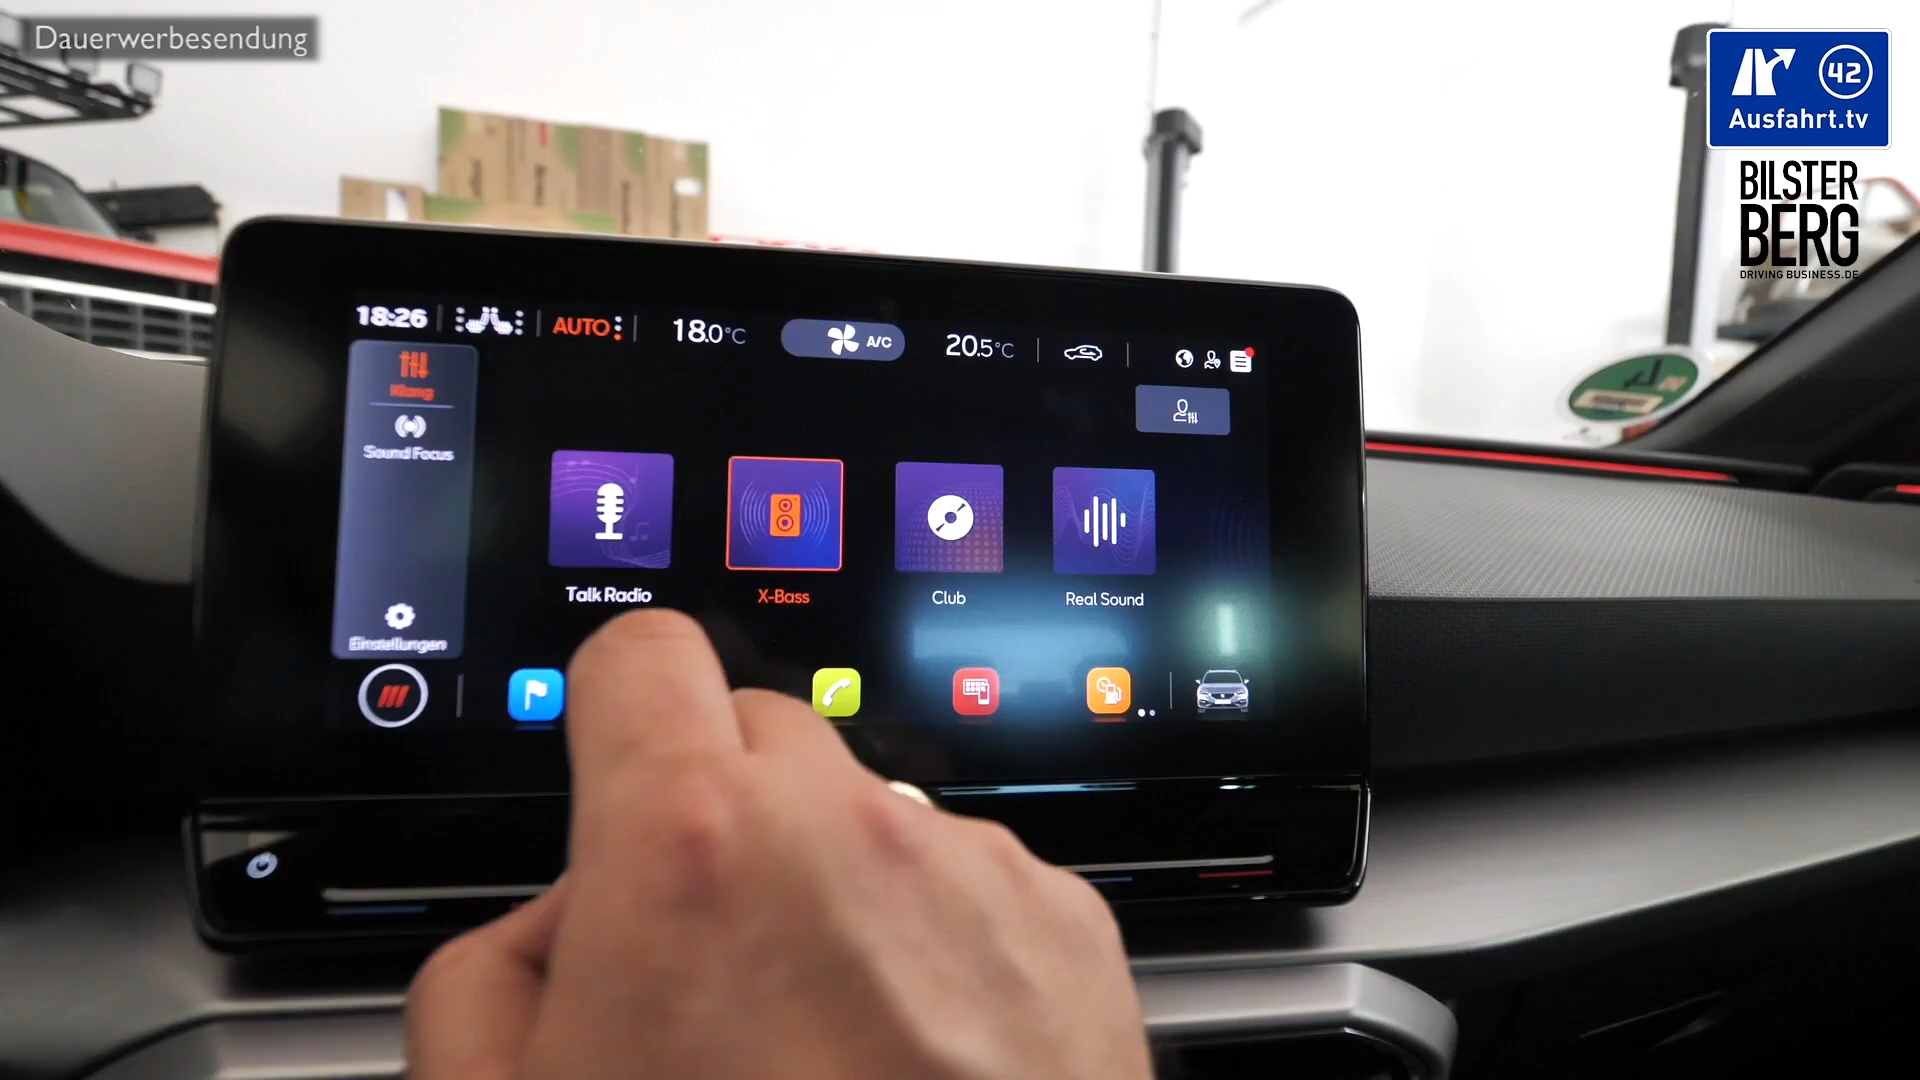 Dauerwerbesendung
42
Ausfahrt.tv
BILSTER
BERG
DRIVING BUSINESS.DE
18:26
AUTO
18.0°C
A/C
20.5°C
Klang
Sound Focus
Einstellungen
Talk Radio
X-Bass
Club
Real Sound